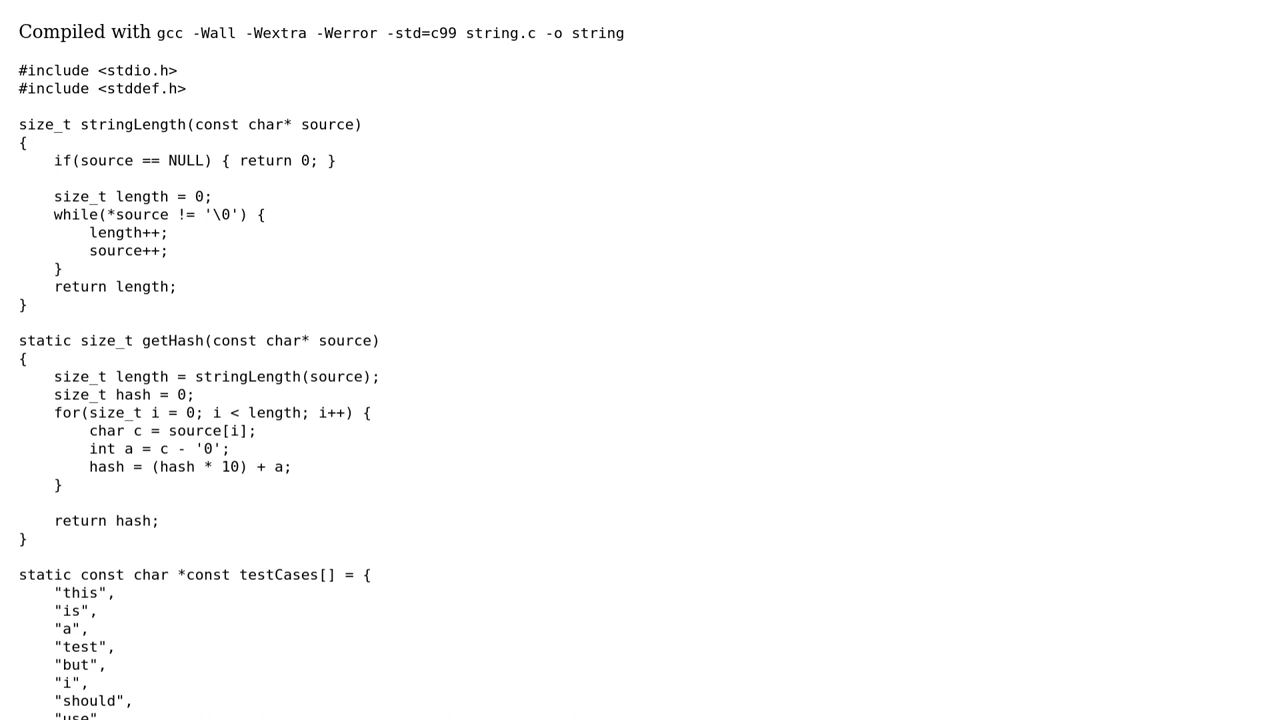 Compiled with gcc -Wall -Wextra -Werror -std=c99 string.c -o string
#include <stdio.h>
#include <stddef.h>
size_t stringLength(const char* source)
{
    if(source == NULL) { return 0; }
    size_t length = 0;
    while(*source != '\0') {
        length++;
        source++;
    }
    return length;
}
static size_t getHash(const char* source)
{
    size_t length = stringLength(source);
    size_t hash = 0;
    for(size_t i = 0; i < length; i++) {
        char c = source[i];
        int a = c - '0';
        hash = (hash * 10) + a;
    }
    return hash;
}
static const char *const testCases[] = {
    "this",
    "is",
    "a",
    "test",
    "but",
    "i",
    "should",
    "use"